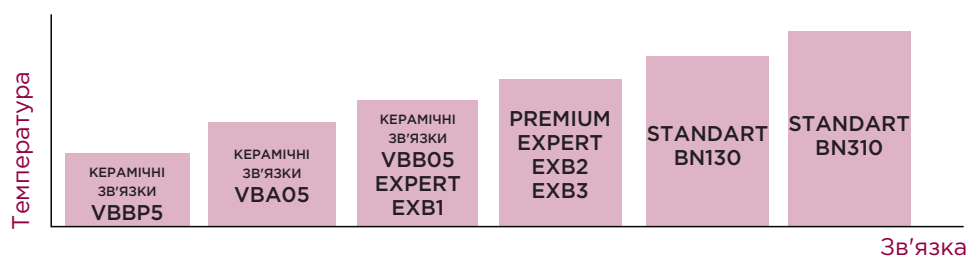 Температура
КЕРАМІЧНІ
ЗВ'ЯЗКИ
VBBP5
КЕРАМІЧНІ
ЗВ'ЯЗКИ
VBA05
КЕРАМІЧНІ
ЗВ'ЯЗКИ
VBB05
EXPERT
EXB1
PREMIUM
EXPERT
EXB2
EXB3
STANDART
BN130
STANDART
BN310
Зв'язка